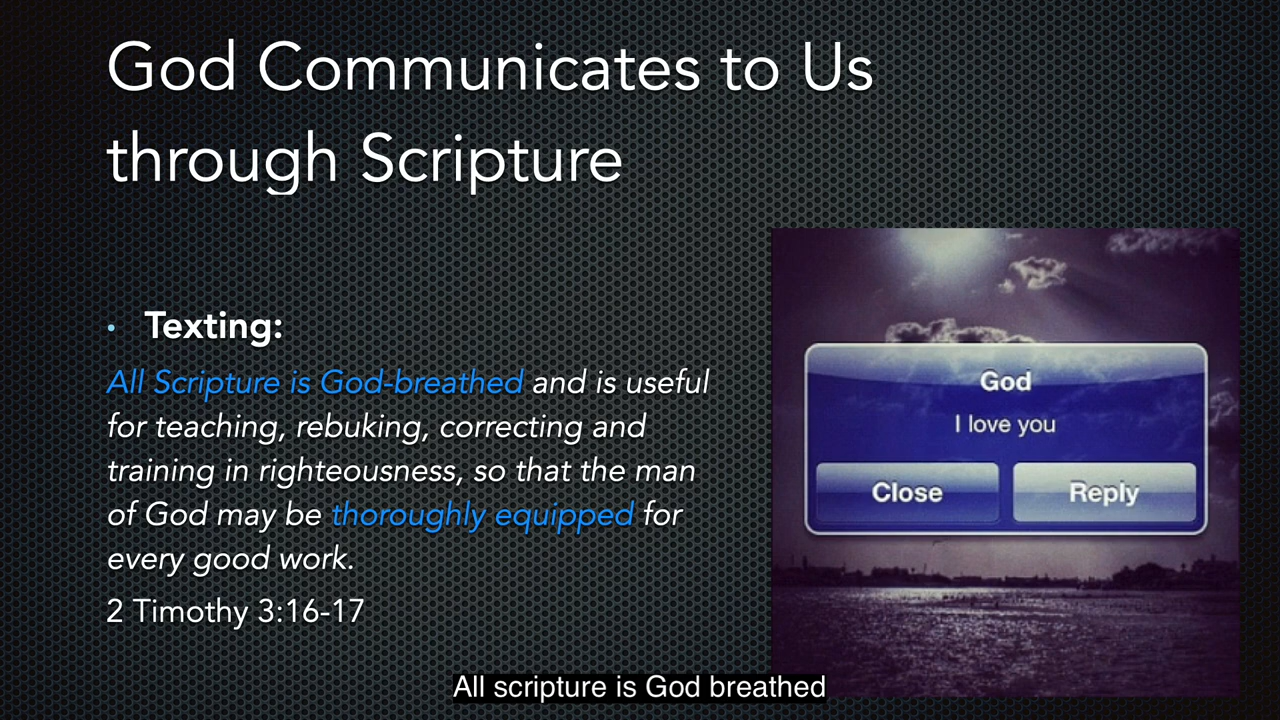 God Communicates to Us
through Scripture
• Texting:
All Scripture is God-breathed and is useful
for teaching, rebuking, correcting and
training in righteousness, so that the man
of God may be thoroughly equipped for
every good work.
2 Timothy 3:16-17
God
I love you
Close
Reply
All scripture is God breathed